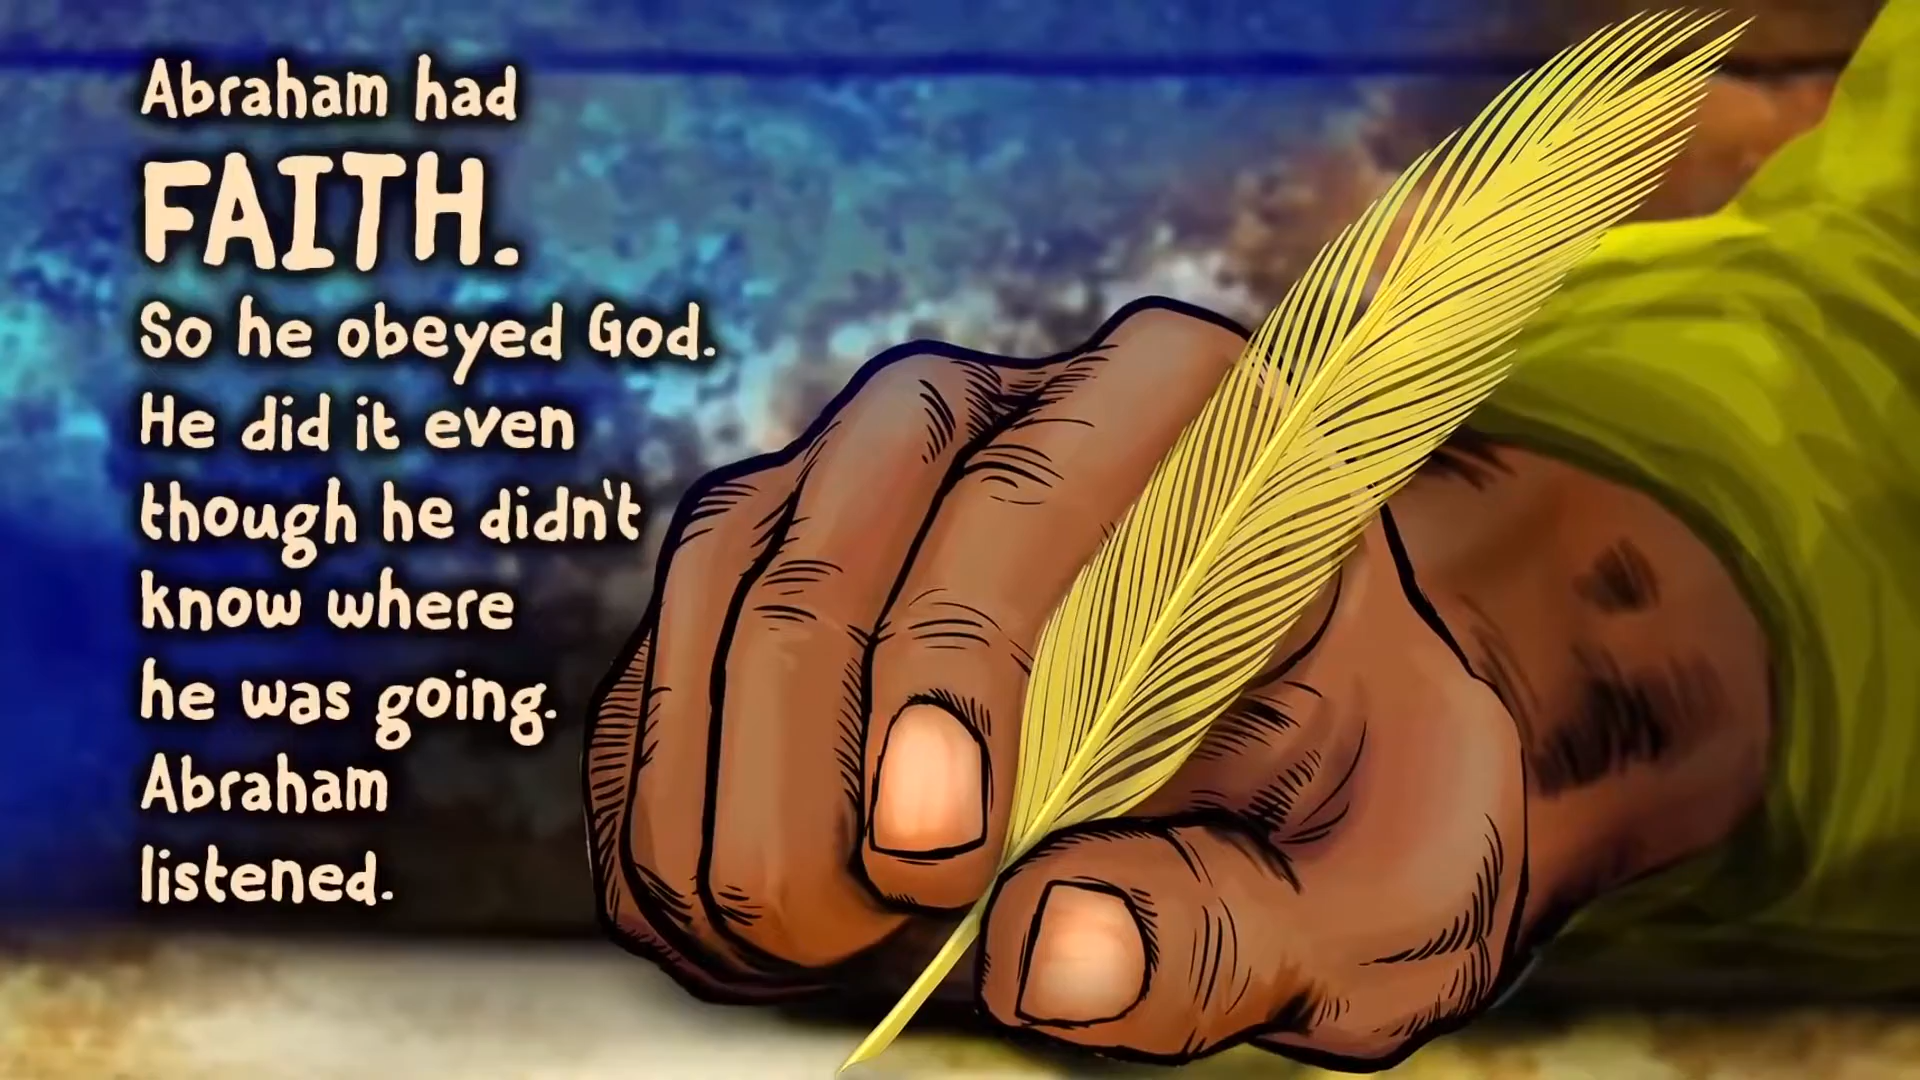 Abraham had
FAITH.
So he obeyed God.
He did it even
though he didn't
know where
he was going.
Abraham
listened.